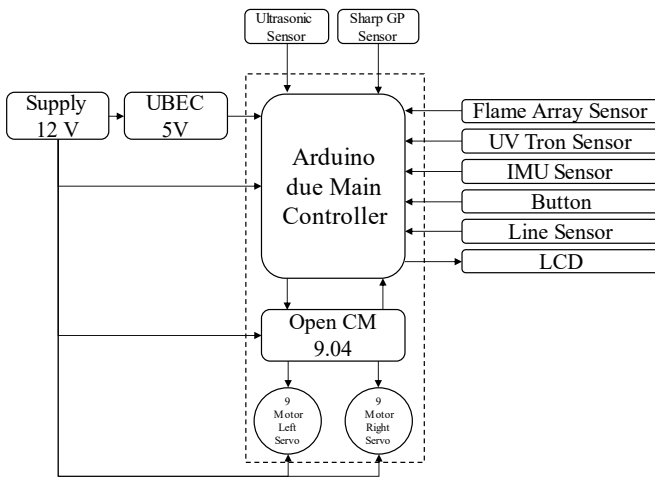 Ultrasonic
Sensor
Sharp GP
Sensor
Supply
12 V
UBEC
5V
Arduino
due Main
Controller
Flame Array Sensor
UV Tron Sensor
IMU Sensor
Button
Line Sensor
LCD
Open CM
9.04
9
Motor
Left
Servo
9
Motor
Right
Servo